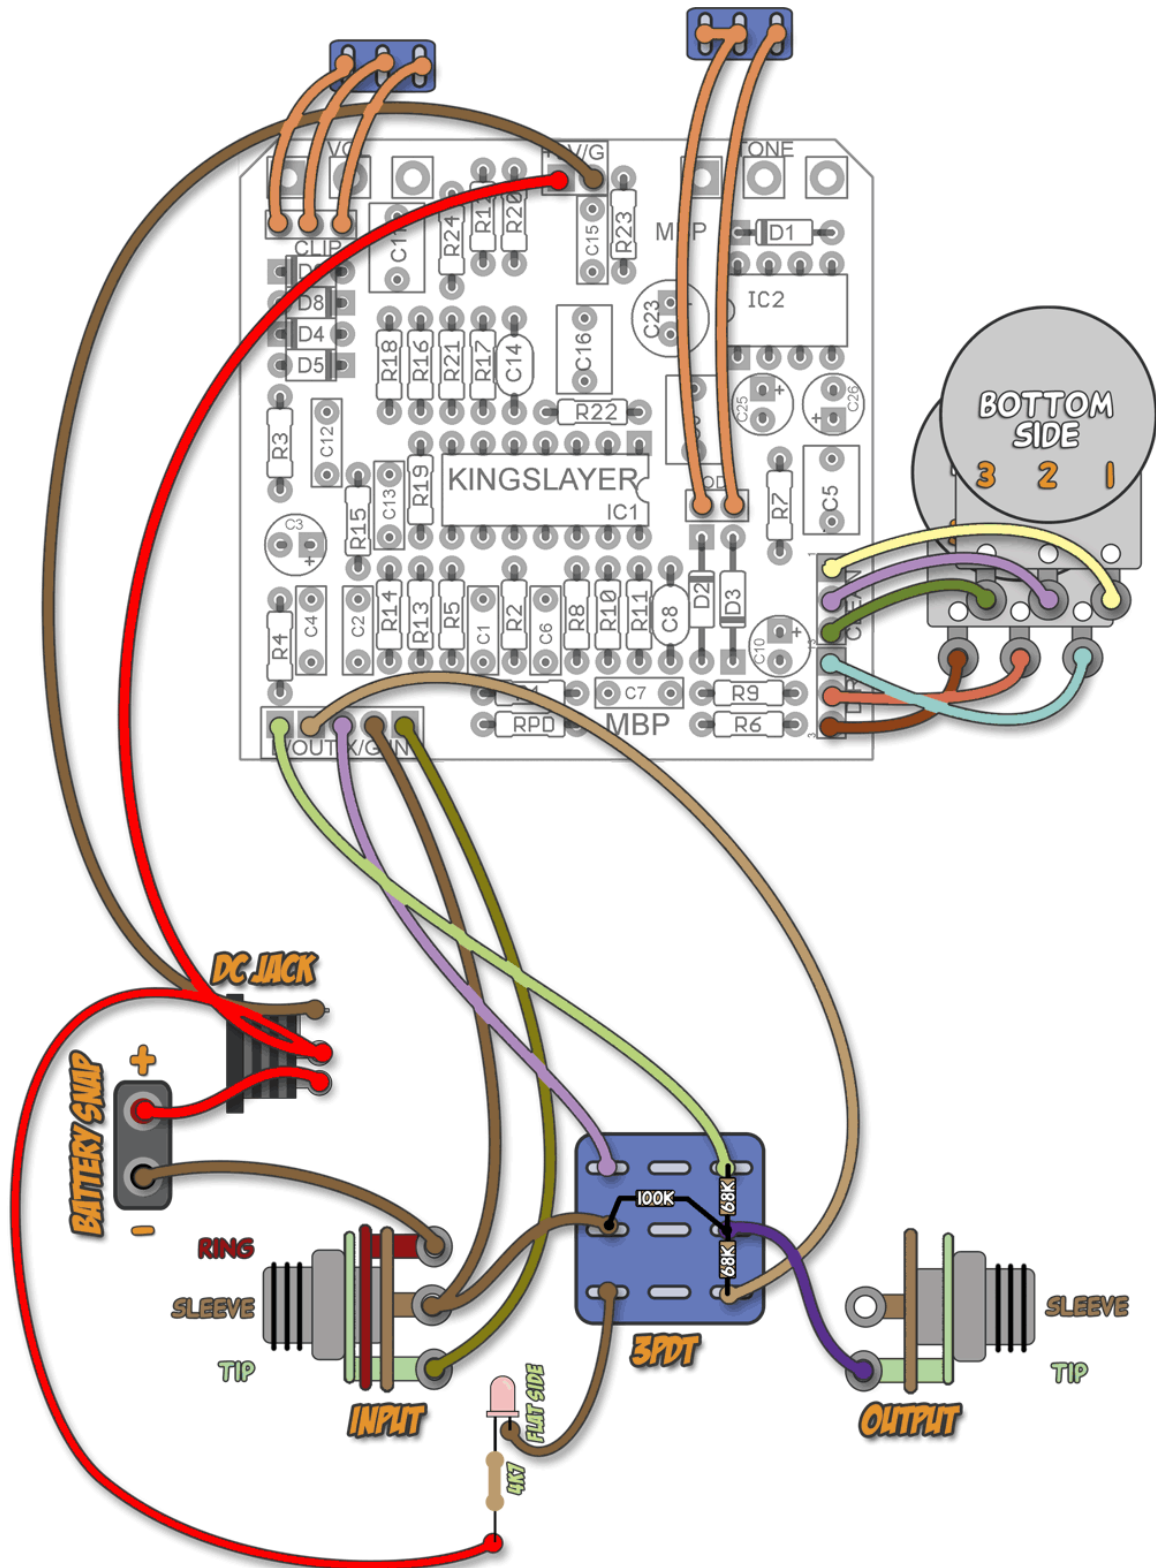 +9V/G
TONE
R24
R20
C15
R23
D1
CLIP
IC2
D8
C23
D4
D5
R18
R16
R21
R17
C14
C16
C25
C26
BOTTOM
SIDE
3 2 1
R3
C12
R22
R19
KINGSLAYER
IC1
C13
R15
R7
C5
C3
R4
C4
C2
R14
R13
R5
C1
R2
C6
R8
R10
R11
C8
D2
D3
C10
C7
R9
RPD
MBP
R6
DC JACK
+
BATTERY SNAP
-
100K
68K
68K
RING
SLEEVE
TIP
INPUT
3PDT
SLEEVE
TIP
OUTPUT
FLAT SIDE
4K7